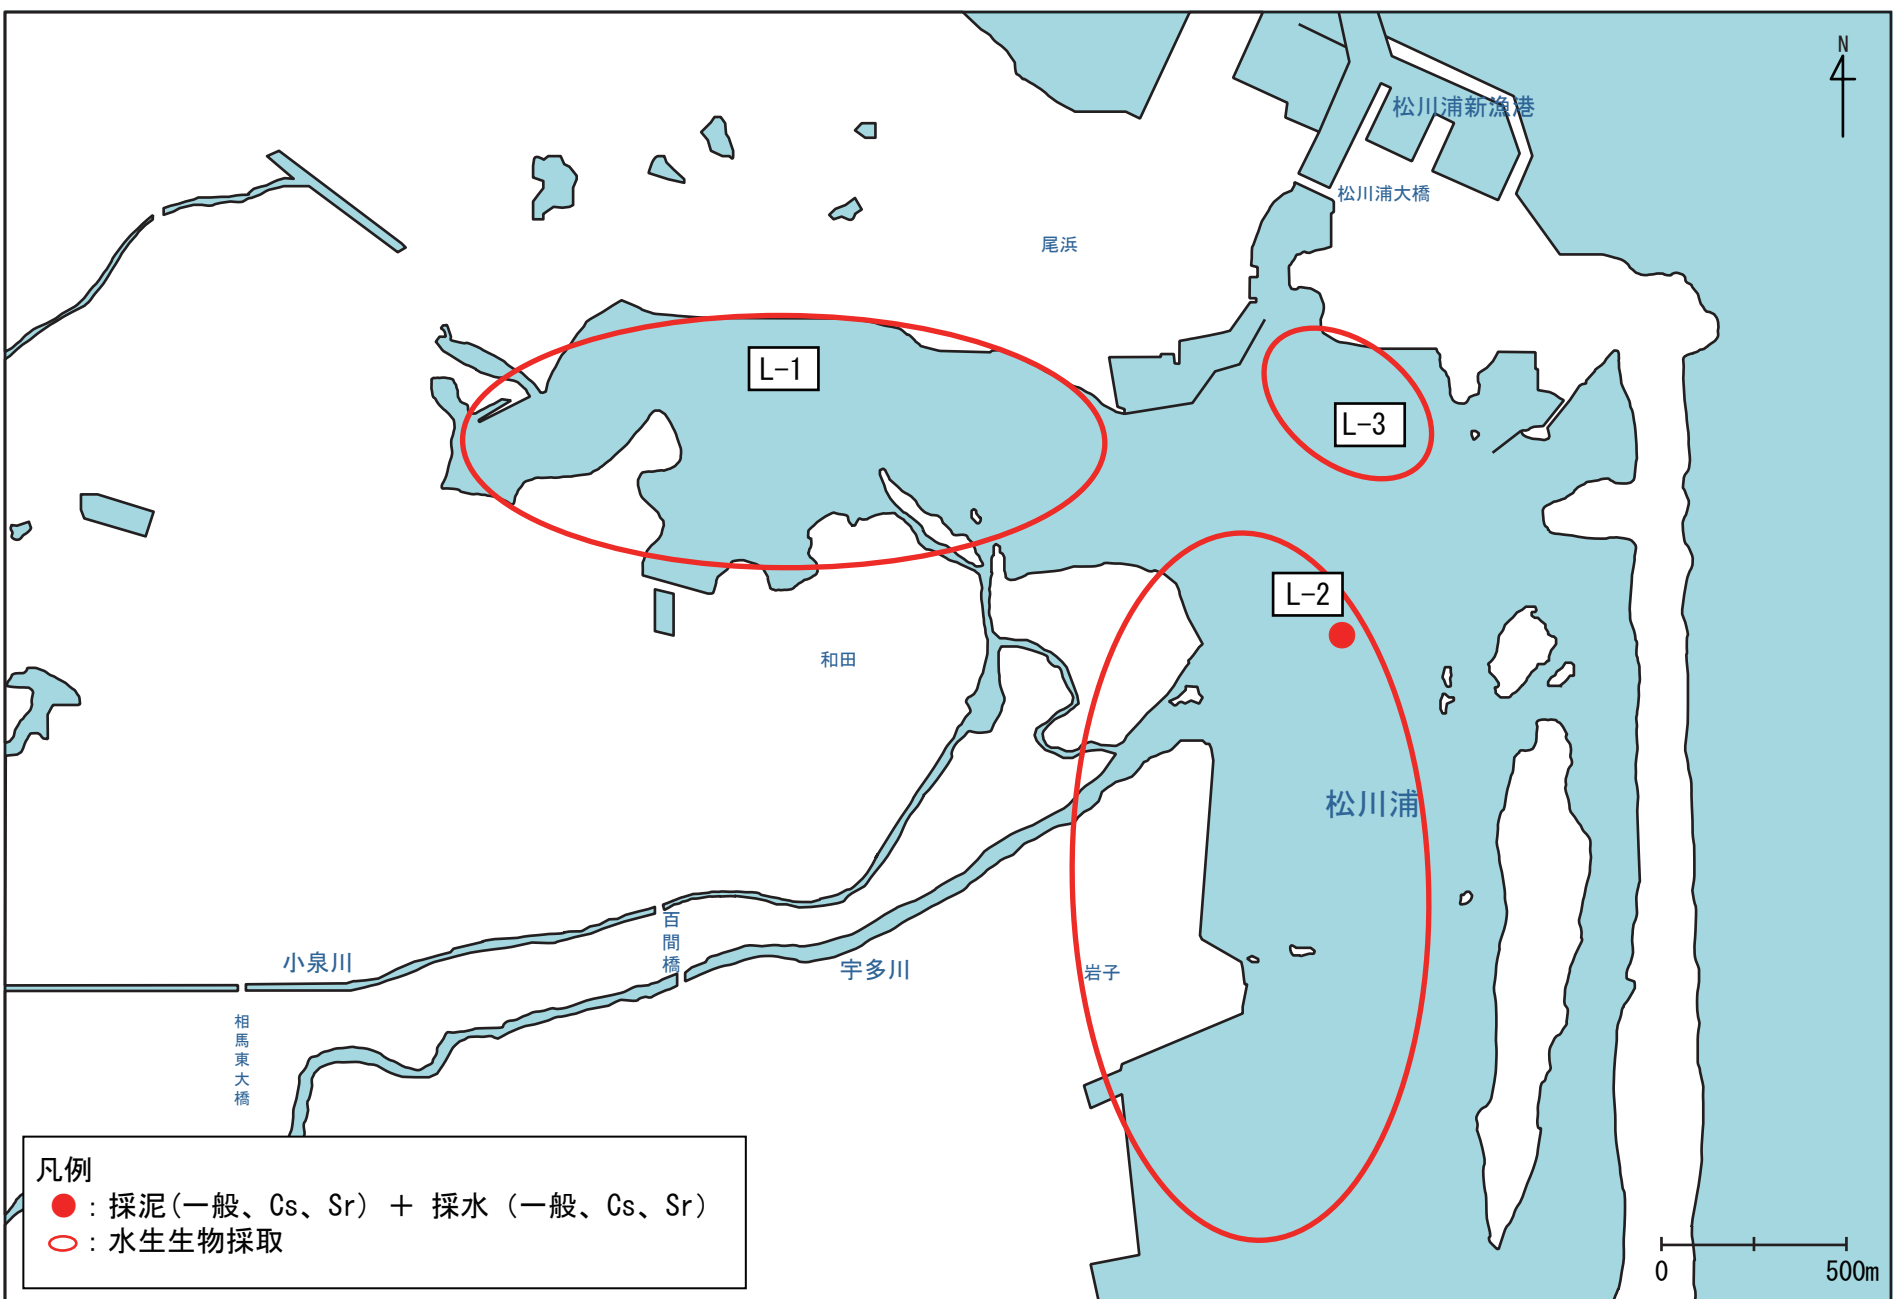 N
松川浦新漁港
松川浦大橋
尾浜
L-1
L-3
L-2
和田
松川浦
百間橋
小泉川
宇多川
岩子
相馬東大橋
凡例
：採泥(一般、Cs、Sr) ＋ 採水（一般、Cs、Sr）
：水生生物採取
0 500m